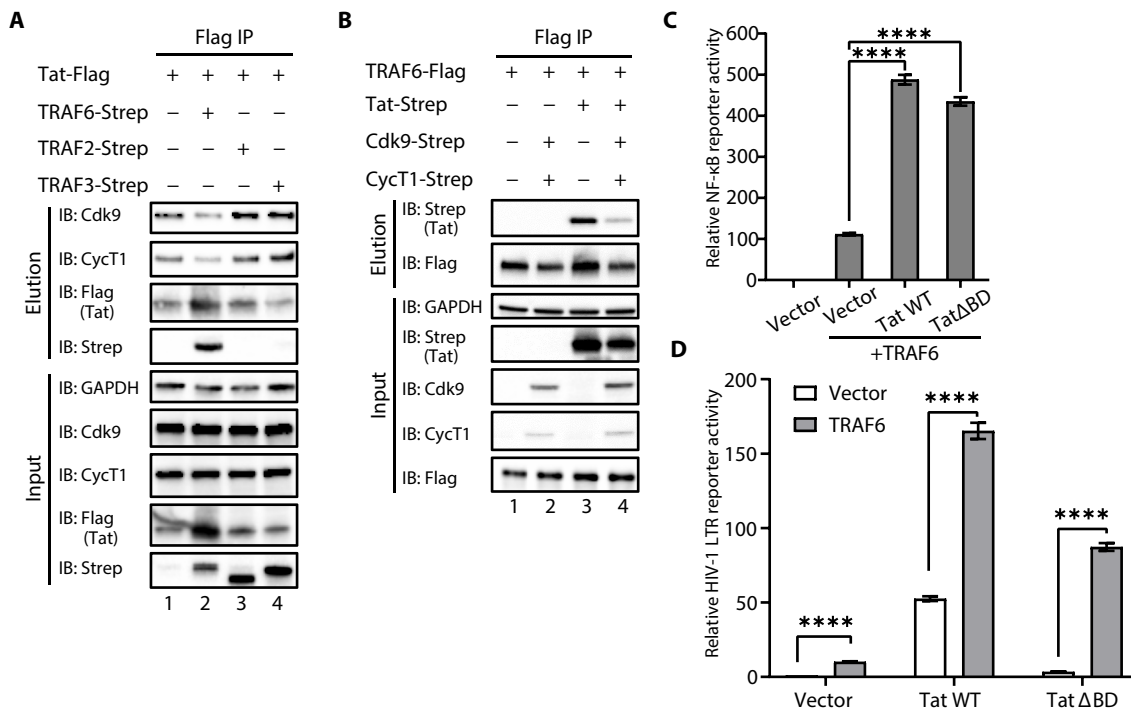 A
Flag IP
Tat-Flag + + + +
TRAF6-Strep – + – –
TRAF2-Strep – – + –
TRAF3-Strep – – – +
Elution
IB: Cdk9
IB: CycT1
IB: Flag
(Tat)
IB: Strep
Input
IB: GAPDH
IB: Cdk9
IB: CycT1
IB: Flag
(Tat)
IB: Strep
1 2 3 4
B
Flag IP
TRAF6-Flag + + + +
Tat-Strep – – + +
Cdk9-Strep – + – +
CycT1-Strep – + – +
Elution
IB: Strep
(Tat)
IB: Flag
Input
IB: GAPDH
IB: Strep
(Tat)
IB: Cdk9
IB: CycT1
IB: Flag
1 2 3 4
C
Relative NF-κB reporter activity
600
500
400
300
200
100
0
****
****
Vector Vector Tat WT TatΔBD
+TRAF6
D
Relative HIV-1 LTR reporter activity
200
150
100
50
0
Vector
TRAF6
****
****
****
Vector Tat WT Tat ΔBD